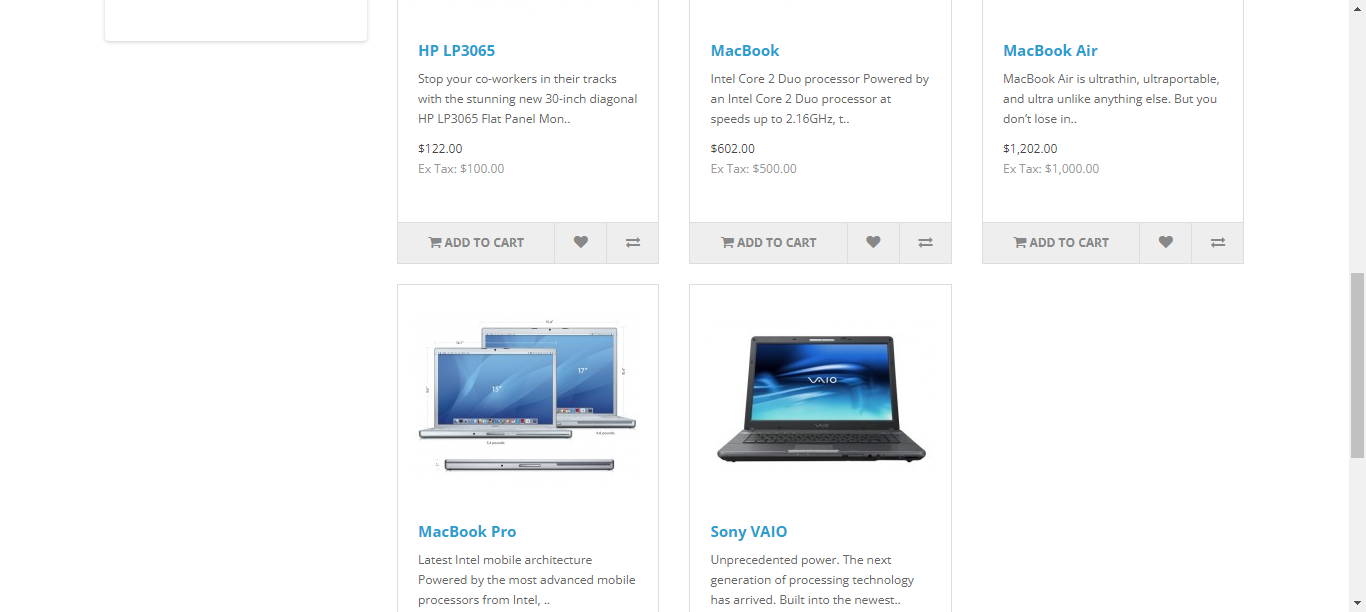 HP LP3065
Stop your co-workers in their tracks
with the stunning new 30-inch diagonal
HP LP3065 Flat Panel Mon..
$122.00
Ex Tax: $100.00
ADD TO CART
MacBook
Intel Core 2 Duo processor Powered by
an Intel Core 2 Duo processor at
speeds up to 2.16GHz, t..
$602.00
Ex Tax: $500.00
ADD TO CART
MacBook Air
MacBook Air is ultrathin, ultraportable,
and ultra unlike anything else. But you
don’t lose in..
$1,202.00
Ex Tax: $1,000.00
ADD TO CART
15"
17"
MacBook Pro
Latest Intel mobile architecture
Powered by the most advanced mobile
processors from Intel, ..
VAIO
VAIO
Sony VAIO
Unprecedented power. The next
generation of processing technology
has arrived. Built into the newest..